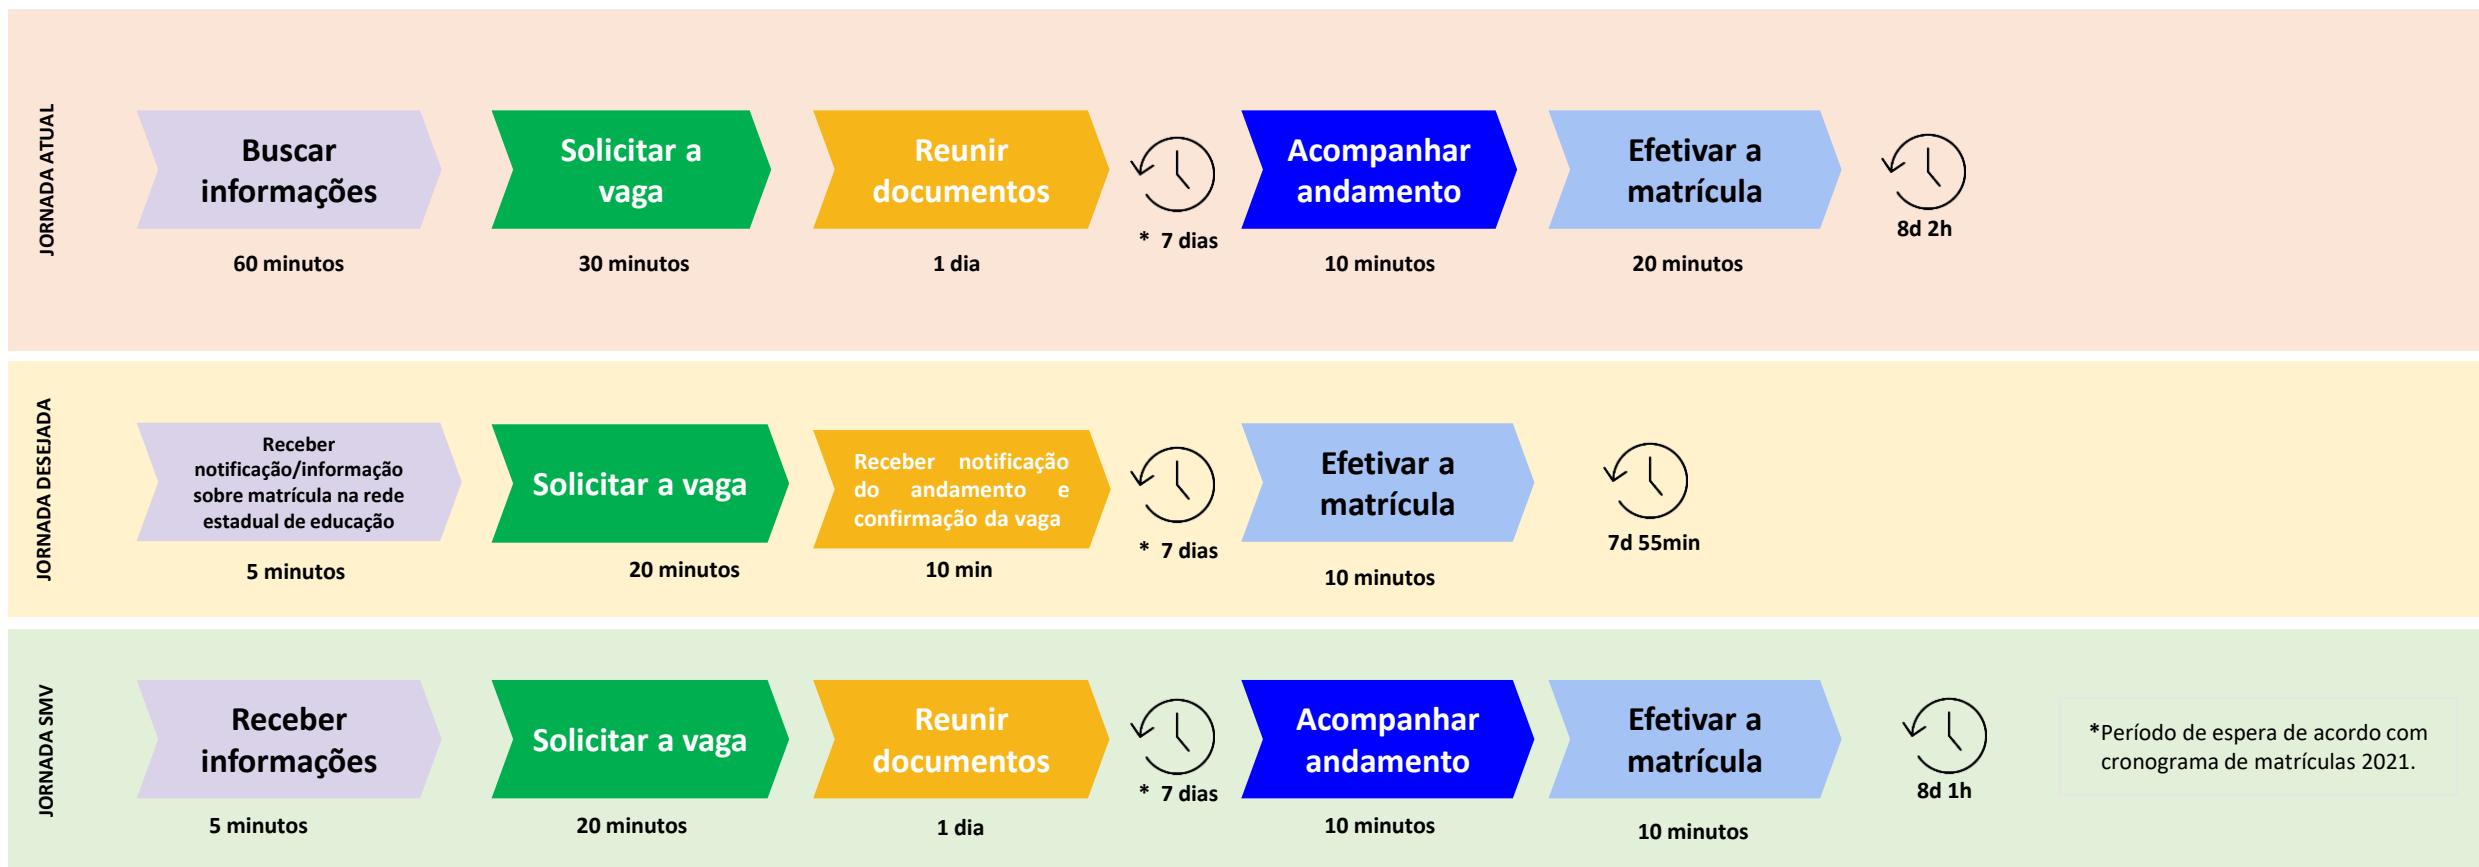 JORNADA ATUAL
Buscar
informações
60 minutos
Solicitar a
vaga
30 minutos
Reunir
documentos
1 dia
* 7 dias
Acompanhar
andamento
10 minutos
Efetivar a
matrícula
20 minutos
8d 2h
JORNADA DESEJADA
Receber
notificação/informação
sobre matrícula na rede
estadual de educação
5 minutos
Solicitar a vaga
20 minutos
Receber notificação
do andamento e
confirmação da vaga
10 min
* 7 dias
Efetivar a
matrícula
10 minutos
7d 55min
JORNADA SMV
Receber
informações
5 minutos
Solicitar a vaga
20 minutos
Reunir
documentos
1 dia
* 7 dias
Acompanhar
andamento
10 minutos
Efetivar a
matrícula
10 minutos
8d 1h
*Período de espera de acordo com
cronograma de matrículas 2021.